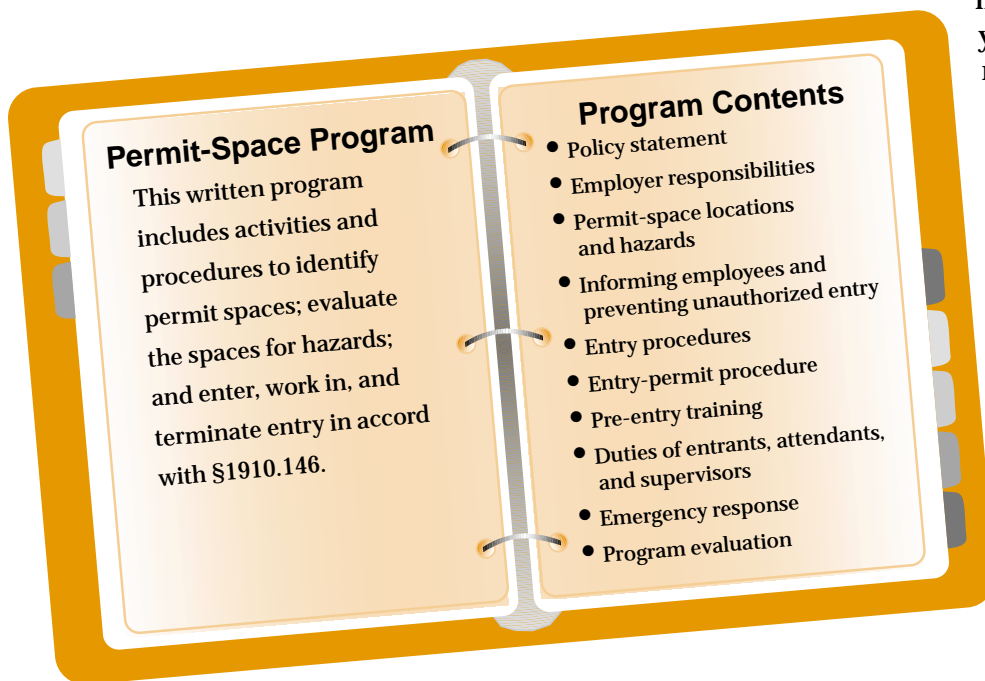 Permit-Space Program
This written program
includes activities and
procedures to identify
permit spaces; evaluate
the spaces for hazards;
and enter, work in, and
terminate entry in accord
with §1910.146.
Program Contents
● Policy statement
● Employer responsibilities
● Permit-space locations
and hazards
● Informing employees and
preventing unauthorized entry
● Entry procedures
● Entry-permit procedure
● Pre-entry training
● Duties of entrants, attendants,
and supervisors
● Emergency response
● Program evaluation